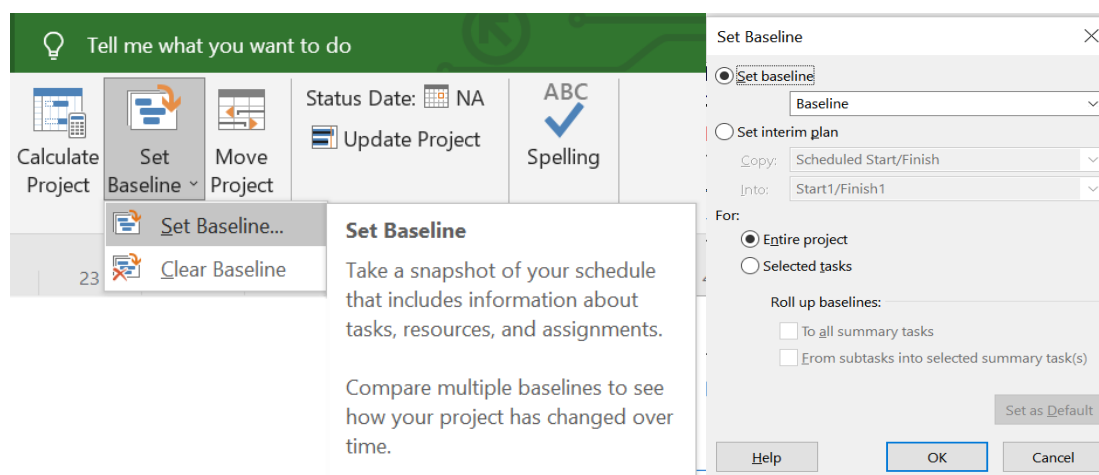 Tell me what you want to do
Calculate
Project
Set
Baseline
Move
Project
Status Date: NA
Update Project
ABC
Spelling
Set Baseline...
Clear Baseline
23
Set Baseline
Take a snapshot of your schedule
that includes information about
tasks, resources, and assignments.
Compare multiple baselines to see
how your project has changed over
time.
Set Baseline
Set baseline
Baseline
Set interim plan
Copy: Scheduled Start/Finish
Into: Start1/Finish1
For:
Entire project
Selected tasks
Roll up baselines:
To all summary tasks
From subtasks into selected summary task(s)
Set as Default
Help
OK
Cancel